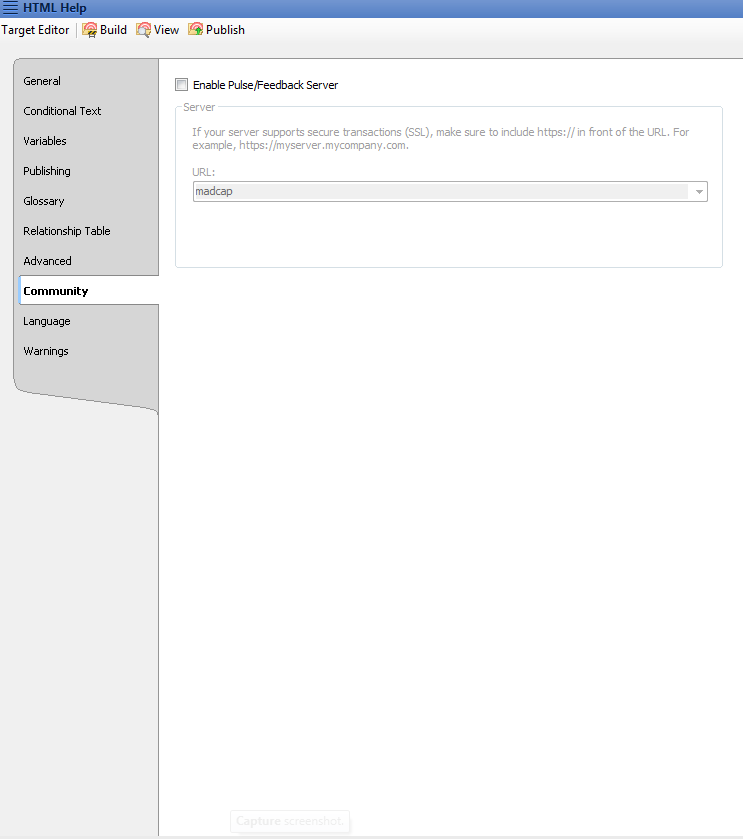 HTML Help
Target Editor Build View Publish
General
Conditional Text
Variables
Publishing
Glossary
Relationship Table
Advanced
Community
Language
Warnings
Enable Pulse/Feedback Server
Server
If your server supports secure transactions (SSL), make sure to include https:// in front of the URL. For
example, https://myserver.mycompany.com.
URL:
madcap
Capture screenshot.